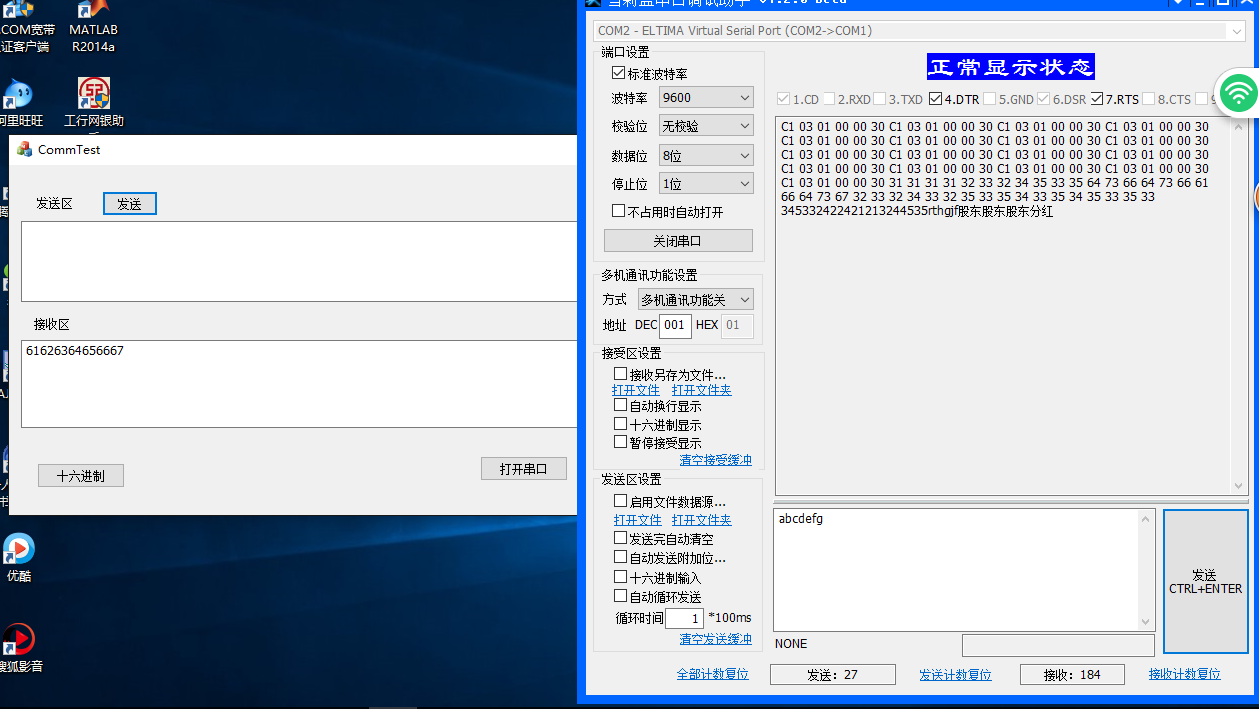 .COM宽带
证客户端
MATLAB
R2014a
阿里旺旺
工行网银助
CommTest
发送区
发送
接收区
61626364656667
十六进制
打开串口
优酷
搜狐影音
COM2 - ELTIMA Virtual Serial Port (COM2->COM1)
端口设置
标准波特率
波特率 9600
校验位 无校验
数据位 8位
停止位 1位
不占用时自动打开
关闭串口
多机通讯功能设置
方式 多机通讯功能关
地址 DEC 001 HEX 01
接受区设置
接收另存为文件...
打开文件 打开文件夹
自动换行显示
十六进制显示
暂停接受显示
清空接受缓冲
发送区设置
启用文件数据源...
打开文件 打开文件夹
发送完自动清空
自动发送附加位...
十六进制输入
自动循环发送
循环时间 1 *100ms
清空发送缓冲
正常显示状态
1.CD 2.RXD 3.TXD 4.DTR 5.GND 6.DSR 7.RTS 8.CTS 9
C1 03 01 00 00 30 C1 03 01 00 00 30 C1 03 01 00 00 30 C1 03 01 00 00 30
C1 03 01 00 00 30 C1 03 01 00 00 30 C1 03 01 00 00 30 C1 03 01 00 00 30
C1 03 01 00 00 30 C1 03 01 00 00 30 C1 03 01 00 00 30 C1 03 01 00 00 30
C1 03 01 00 00 30 C1 03 01 00 00 30 C1 03 01 00 00 30 C1 03 01 00 00 30
C1 03 01 00 00 30 31 31 31 31 32 33 32 34 35 33 35 64 73 66 64 73 66 61
66 64 73 67 32 33 32 34 33 32 35 33 35 34 35 33 35 34 35 34 35 33 35 33
34533242242121324​4535rthgjf股东股东股东分红
abcdefg
发送
CTRL+ENTER
NONE
全部计数复位
发送：27
发送计数复位
接收：184
接收计数复位